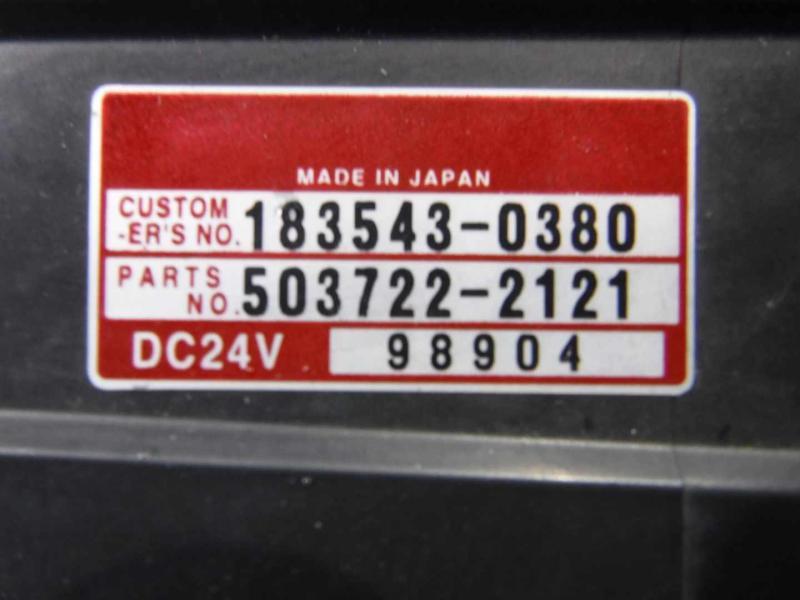 MADE IN JAPAN
CUSTOM
-ER'S NO. 183543-0380
PARTS
NO. 503722-2121
DC24V 98904